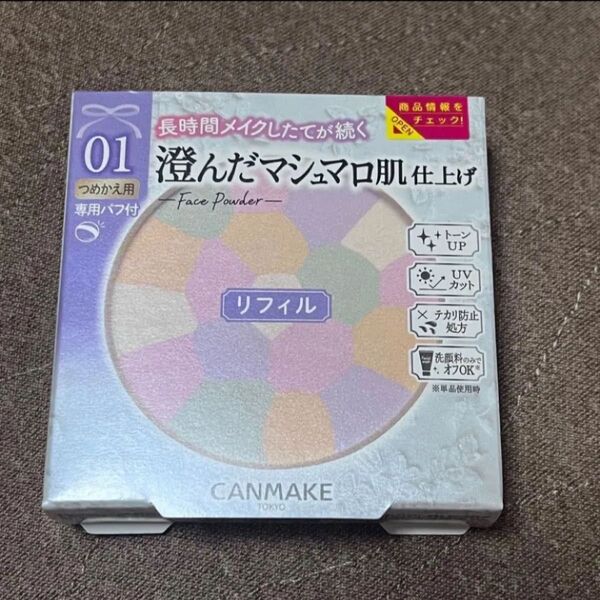 商品情報を
チェック!
OPEN
長時間メイクしたてが続く
01
澄んだマシュマロ肌仕上げ
つめかえ用
専用パフ付
Face Powder
トーン
UP
UV
カット
リフィル
テカリ防止
処方
洗顔料のみで
オフOK*
※単品使用時
CANMAKE
TOKYO